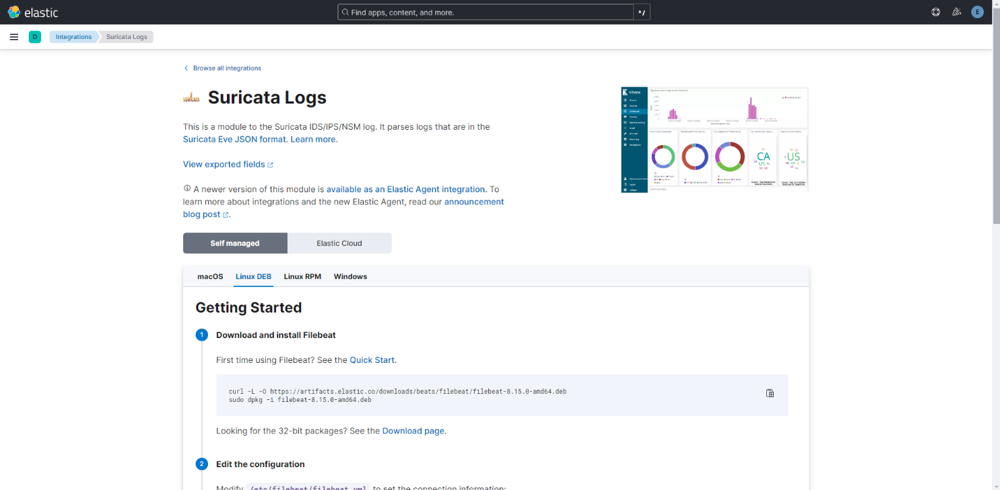 elastic
Find apps, content, and more.
^/
E
D
Integrations
Suricata Logs
Browse all integrations
SURICATA
Suricata Logs
This is a module to the Suricata IDS/IPS/NSM log. It parses logs that are in the
Suricata Eve JSON format. Learn more.
View exported fields
A newer version of this module is available as an Elastic Agent integration. To
learn more about integrations and the new Elastic Agent, read our announcement
blog post.
kibana
CA
US
US
Self managed
Elastic Cloud
macOS
Linux DEB
Linux RPM
Windows
Getting Started
1
Download and install Filebeat
First time using Filebeat? See the Quick Start.
curl -L -O https://artifacts.elastic.co/downloads/beats/filebeat/filebeat-8.15.0-amd64.deb
sudo dpkg -i filebeat-8.15.0-amd64.deb
Looking for the 32-bit packages? See the Download page.
2
Edit the configuration
Modify /etc/filebeat/filebeat.yml to set the connection information: